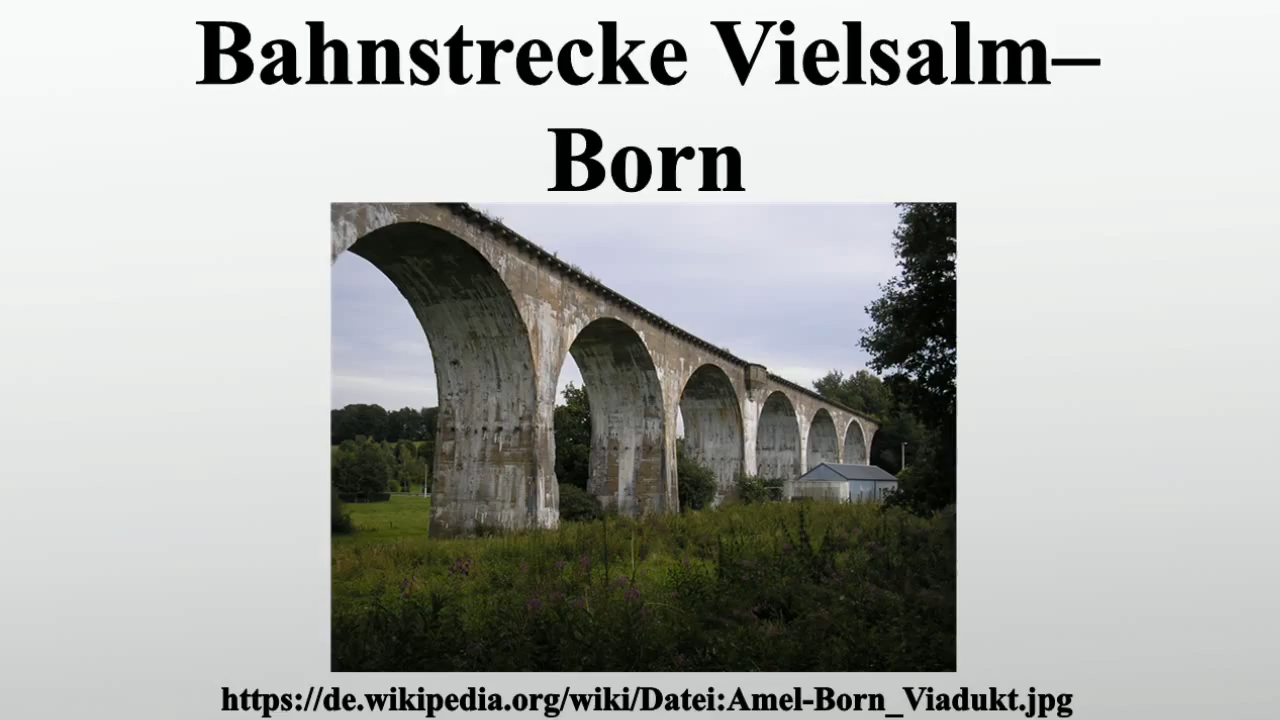 Bahnstrecke Vielsalm–
Born
https://de.wikipedia.org/wiki/Datei:Amel-Born_Viadukt.jpg